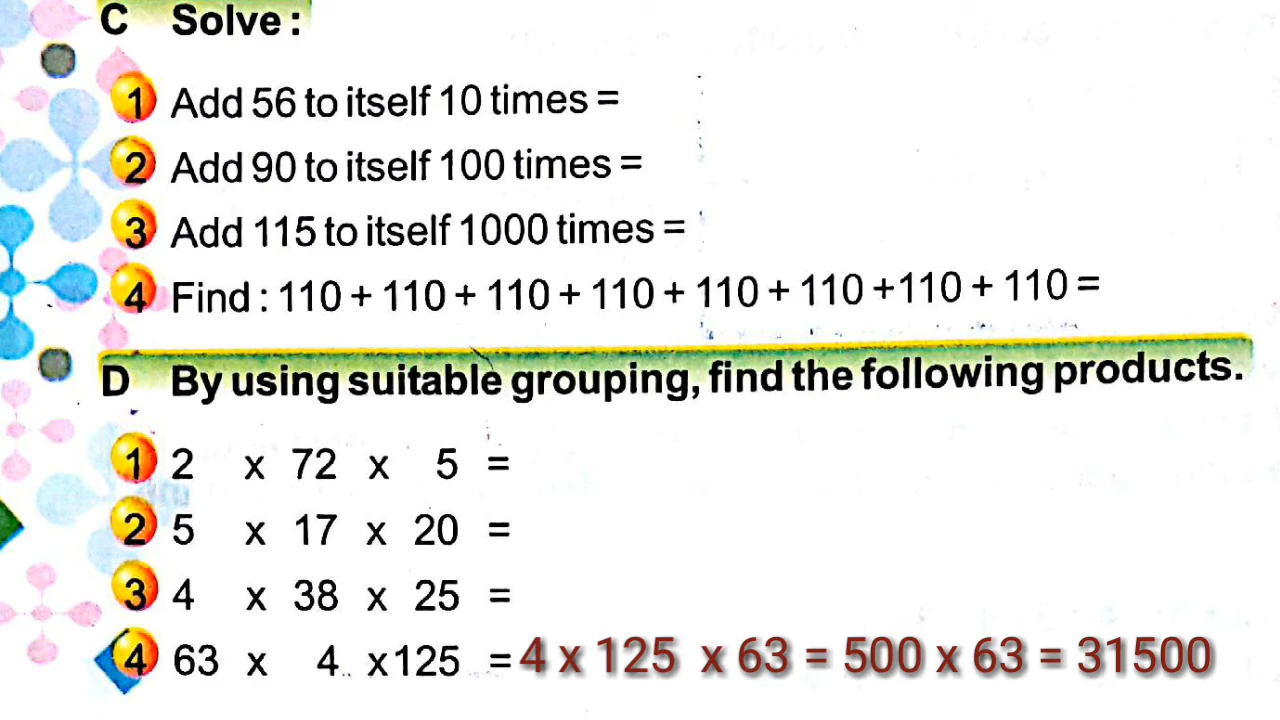 C Solve :
1 Add 56 to itself 10 times =
2 Add 90 to itself 100 times =
3 Add 115 to itself 1000 times =
4 Find : 110 + 110 + 110 + 110 + 110 + 110 +110 + 110 =
D By using suitable grouping, find the following products.
1 2 x 72 x 5 =
2 5 x 17 x 20 =
3 4 x 38 x 25 =
4 63 x 4 x 125 = 4 x 125 x 63 = 500 x 63 = 31500